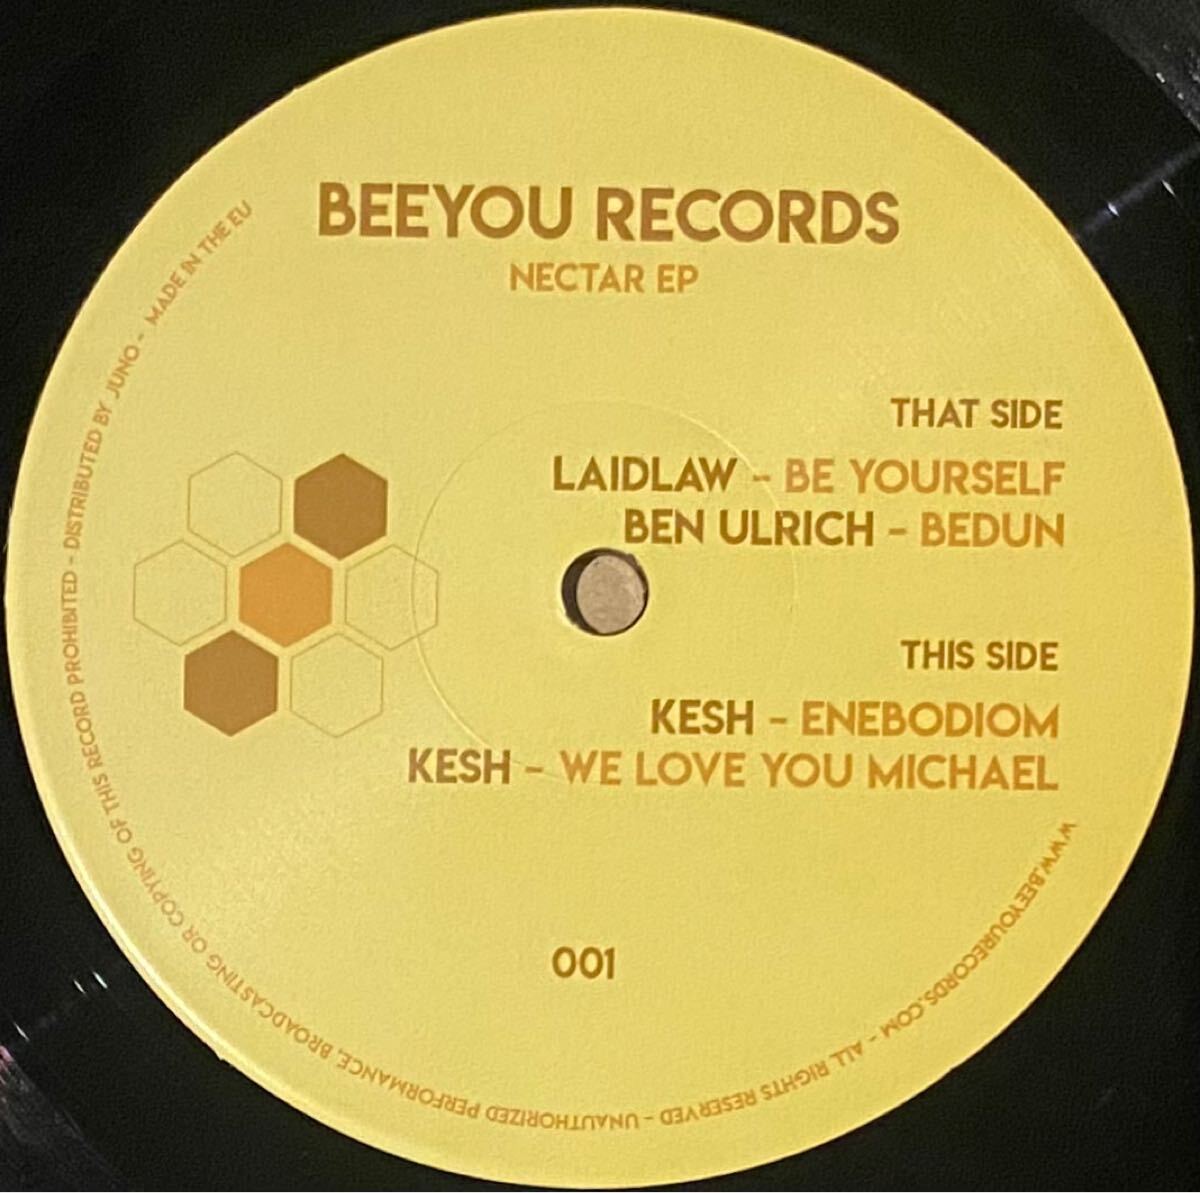 BEEYOU RECORDS
NECTAR EP
THAT SIDE
LAIDLAW - BE YOURSELF
BEN ULRICH - BEDUN
THIS SIDE
KESH - ENEBODIOM
KESH - WE LOVE YOU MICHAEL
001
WWW.BEEYOURECORDS.COM - ALL RIGHTS RESERVED - UNAUTHORIZED PERFORMANCE, BROADCASTING OR COPYING OF THIS RECORD PROHIBITED - DISTRIBUTED BY JUNO - MADE IN THE EU